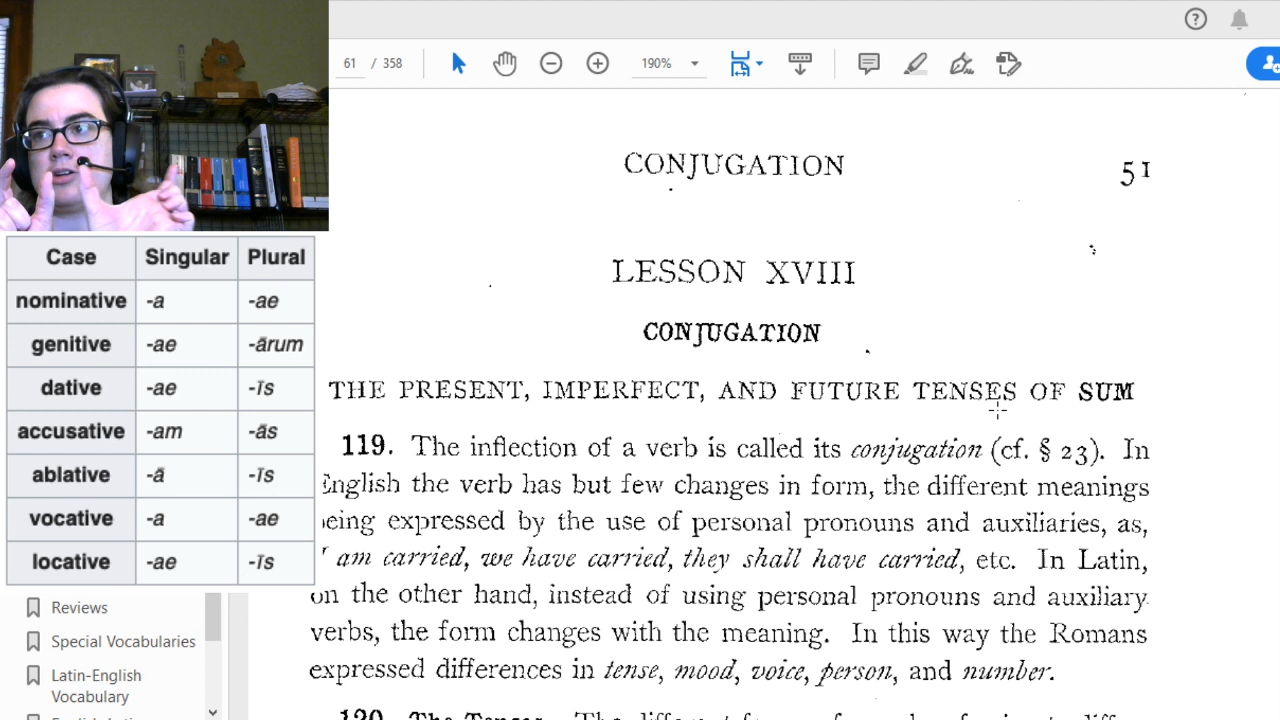 61 / 358
190%
CONJUGATION 51
LESSON XVIII
CONJUGATION
THE PRESENT, IMPERFECT, AND FUTURE TENSES OF SUM
119. The inflection of a verb is called its conjugation (cf. § 23). In
English the verb has but few changes in form, the different meanings
being expressed by the use of personal pronouns and auxiliaries, as,
I am carried, we have carried, they shall have carried, etc. In Latin,
on the other hand, instead of using personal pronouns and auxiliary
verbs, the form changes with the meaning. In this way the Romans
expressed differences in tense, mood, voice, person, and number.
120. The Tenses. The different
Case Singular Plural
nominative -a -ae
genitive -ae -ārum
dative -ae -īs
accusative -am -ās
ablative -ā -īs
vocative -a -ae
locative -ae -īs
Reviews
Special Vocabularies
Latin-English
Vocabulary